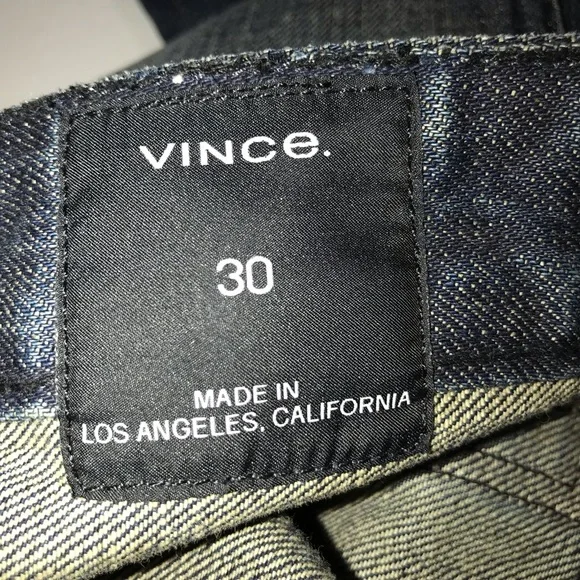 VINCe.
30
MADE IN
LOS ANGELES, CALIFORNIA